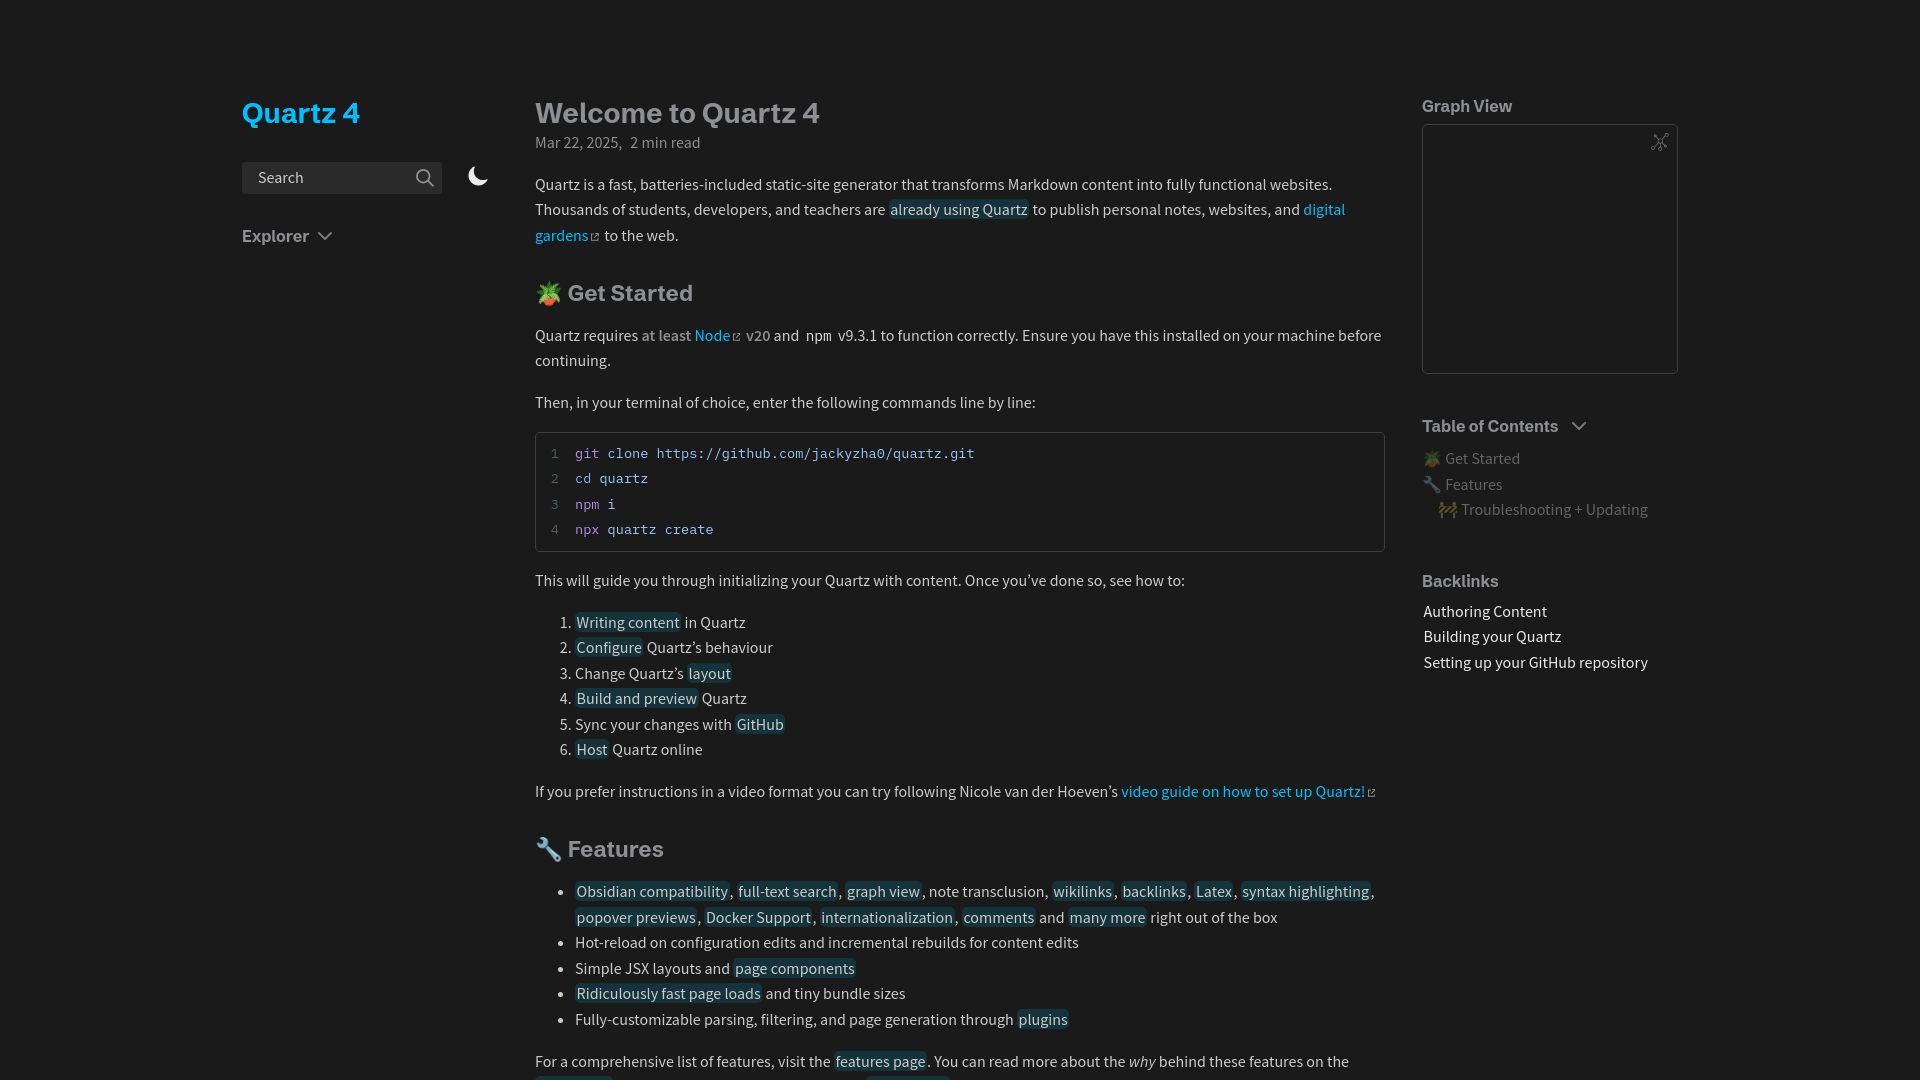 Quartz 4
Search
Explorer
Welcome to Quartz 4
Mar 22, 2025, 2 min read
Quartz is a fast, batteries-included static-site generator that transforms Markdown content into fully functional websites.
Thousands of students, developers, and teachers are already using Quartz to publish personal notes, websites, and digital
gardens to the web.
🪴 Get Started
Quartz requires at least Node v20 and npm v9.3.1 to function correctly. Ensure you have this installed on your machine before
continuing.
Then, in your terminal of choice, enter the following commands line by line:
1 git clone https://github.com/jackyzha0/quartz.git
2 cd quartz
3 npm i
4 npx quartz create
This will guide you through initializing your Quartz with content. Once you’ve done so, see how to:
1. Writing content in Quartz
2. Configure Quartz’s behaviour
3. Change Quartz’s layout
4. Build and preview Quartz
5. Sync your changes with GitHub
6. Host Quartz online
If you prefer instructions in a video format you can try following Nicole van der Hoeven’s video guide on how to set up Quartz!
🔧 Features
• Obsidian compatibility, full-text search, graph view, note transclusion, wikilinks, backlinks, Latex, syntax highlighting,
popover previews, Docker Support, internationalization, comments and many more right out of the box
• Hot-reload on configuration edits and incremental rebuilds for content edits
• Simple JSX layouts and page components
• Ridiculously fast page loads and tiny bundle sizes
• Fully-customizable parsing, filtering, and page generation through plugins
For a comprehensive list of features, visit the features page. You can read more about the why behind these features on the
Graph View
Table of Contents
🪴 Get Started
🔧 Features
🚧 Troubleshooting + Updating
Backlinks
Authoring Content
Building your Quartz
Setting up your GitHub repository